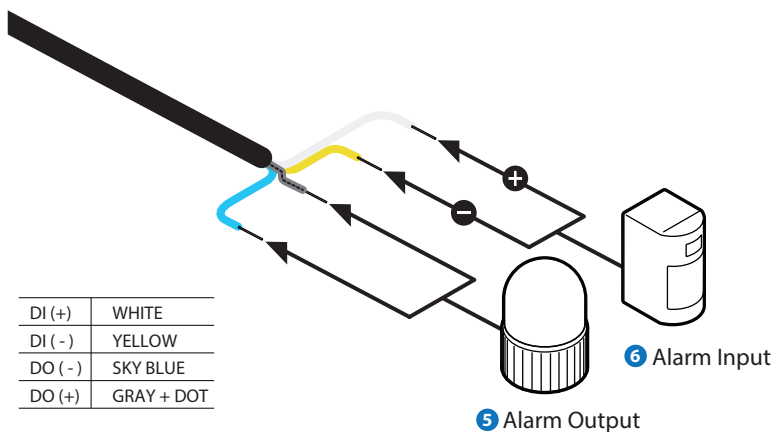 +
−
DI (+) WHITE
DI ( - ) YELLOW
DO ( - ) SKY BLUE
DO (+) GRAY + DOT
6 Alarm Input
5 Alarm Output